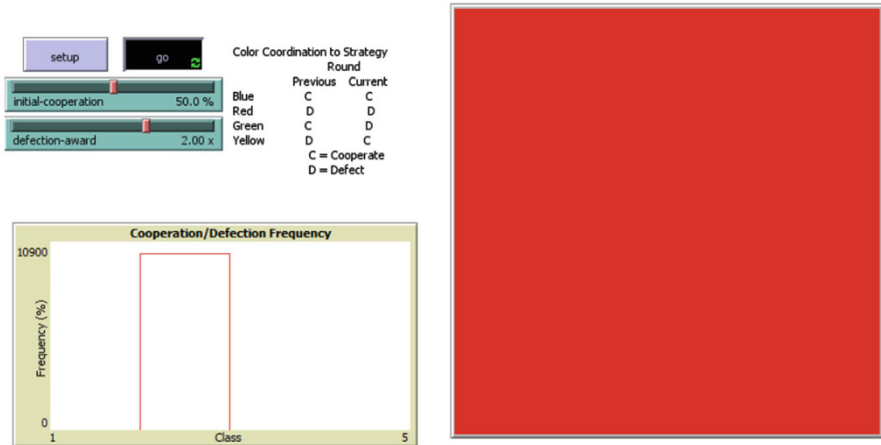 setup
go
initial-cooperation 50.0 %
defection-award 2.00 x
Color Coordination to Strategy
Round
Previous Current
Blue C C
Red D D
Green C D
Yellow D C
C = Cooperate
D = Defect
Cooperation/Defection Frequency
10900
Frequency (%)
0
1 Class 5